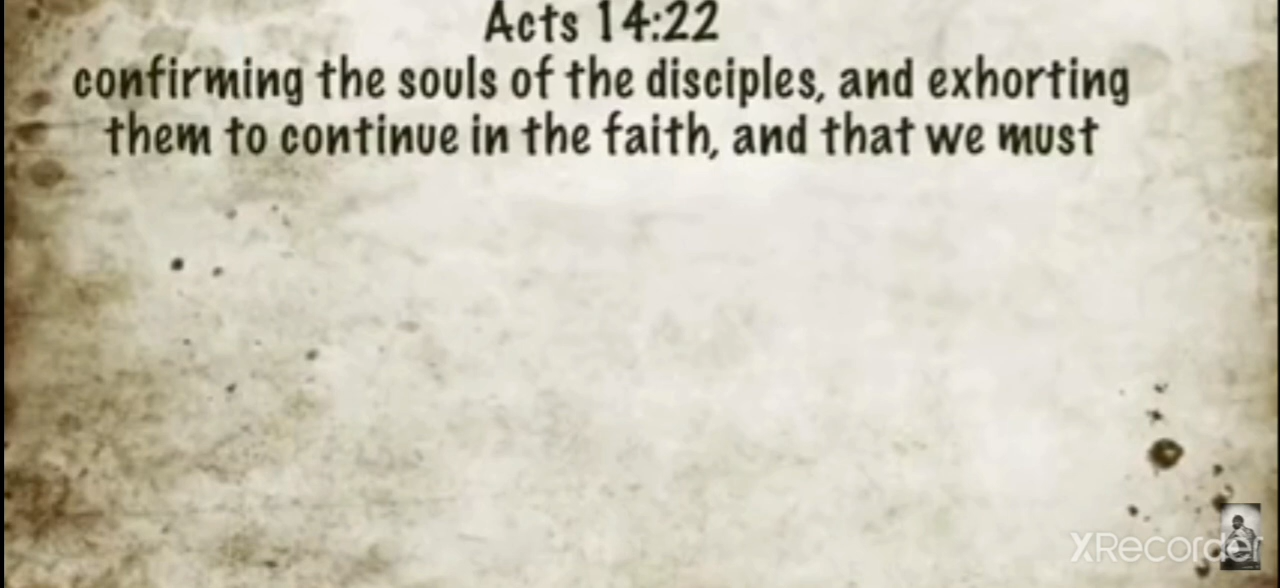 Acts 14:22
confirming the souls of the disciples, and exhorting
them to continue in the faith, and that we must
XRecorder